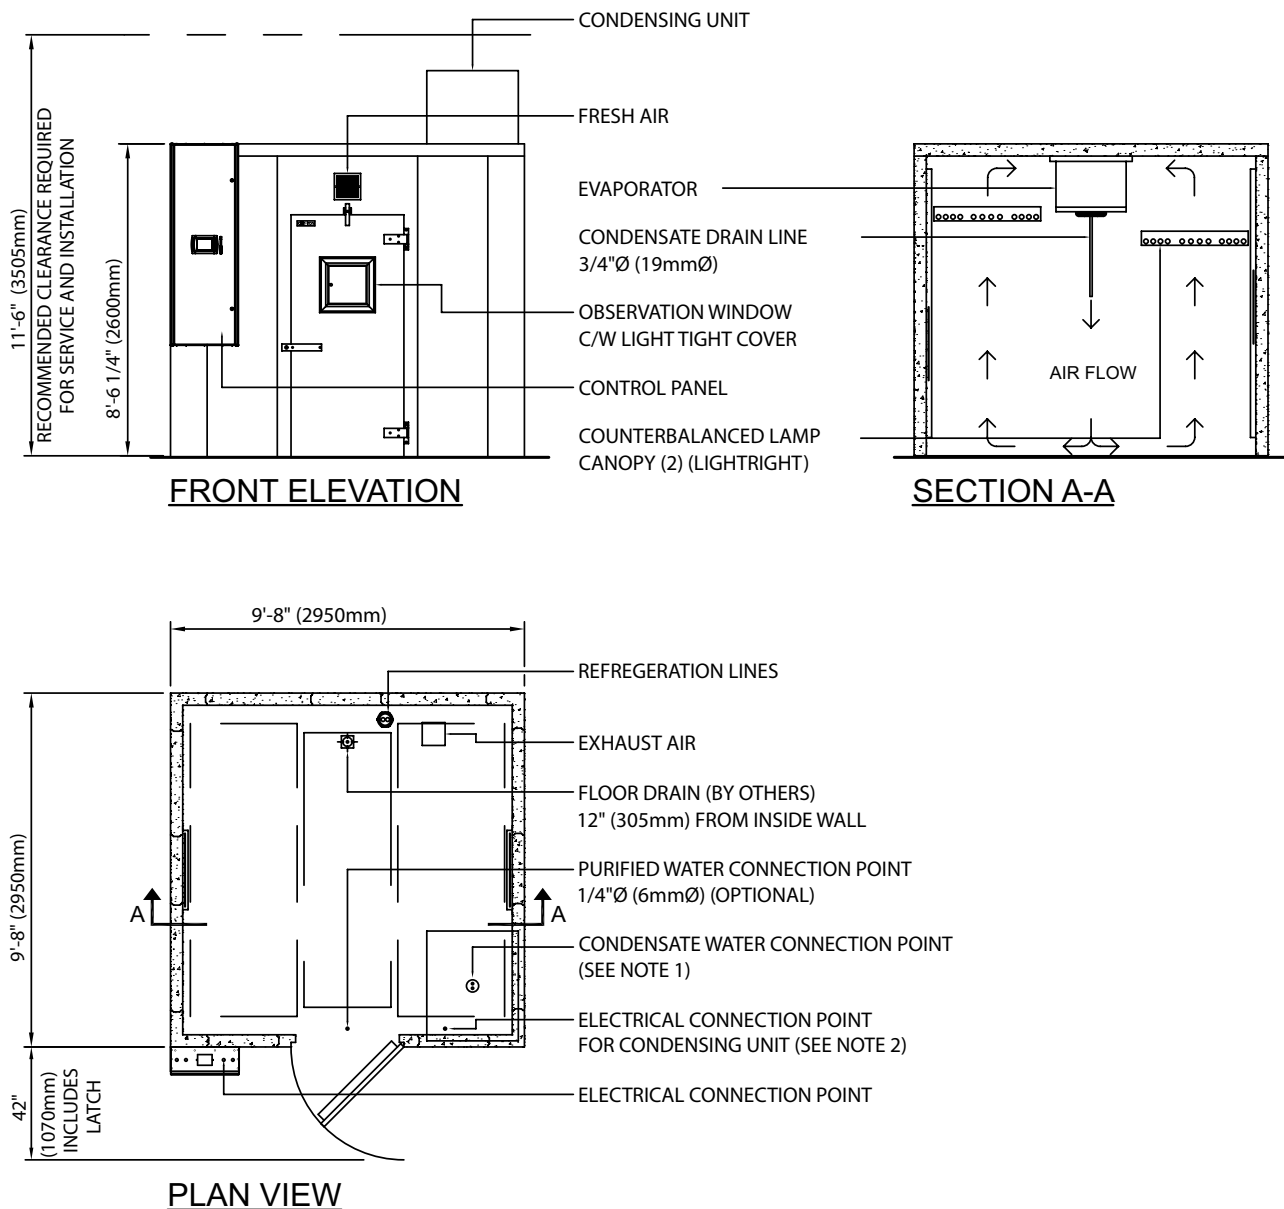 CONDENSING UNIT
FRESH AIR
EVAPORATOR
CONDENSATE DRAIN LINE
3/4"Ø (19mmØ)
OBSERVATION WINDOW
C/W LIGHT TIGHT COVER
CONTROL PANEL
COUNTERBALANCED LAMP
CANOPY (2) (LIGHTRIGHT)
11'-6" (3505mm)
RECOMMENDED CLEARANCE REQUIRED
FOR SERVICE AND INSTALLATION
8'-6 1/4" (2600mm)
FRONT ELEVATION
AIR FLOW
SECTION A-A
9'-8" (2950mm)
9'-8" (2950mm)
42"
(1070mm)
INCLUDES
LATCH
A
A
REFREGERATION LINES
EXHAUST AIR
FLOOR DRAIN (BY OTHERS)
12" (305mm) FROM INSIDE WALL
PURIFIED WATER CONNECTION POINT
1/4"Ø (6mmØ) (OPTIONAL)
CONDENSATE WATER CONNECTION POINT
(SEE NOTE 1)
ELECTRICAL CONNECTION POINT
FOR CONDENSING UNIT (SEE NOTE 2)
ELECTRICAL CONNECTION POINT
PLAN VIEW